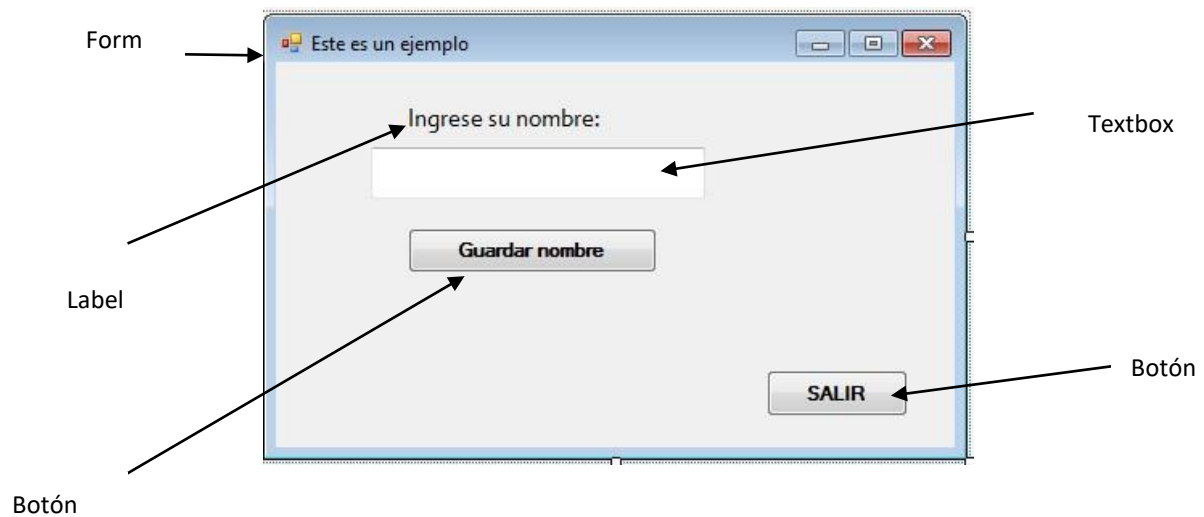 Form
Este es un ejemplo
Ingrese su nombre:
Textbox
Guardar nombre
Label
SALIR
Botón
Botón